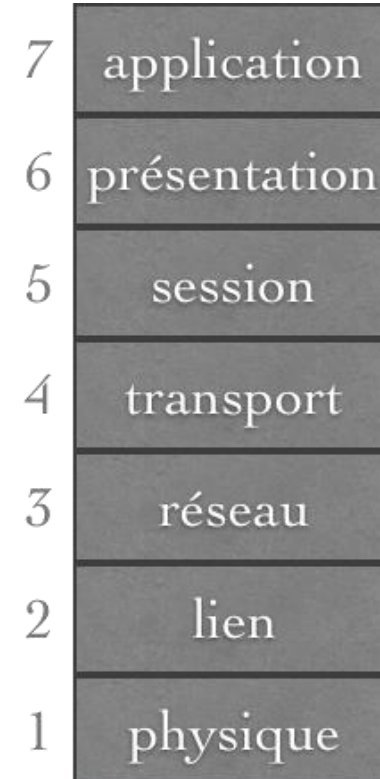 7 application
6 présentation
5 session
4 transport
3 réseau
2 lien
1 physique